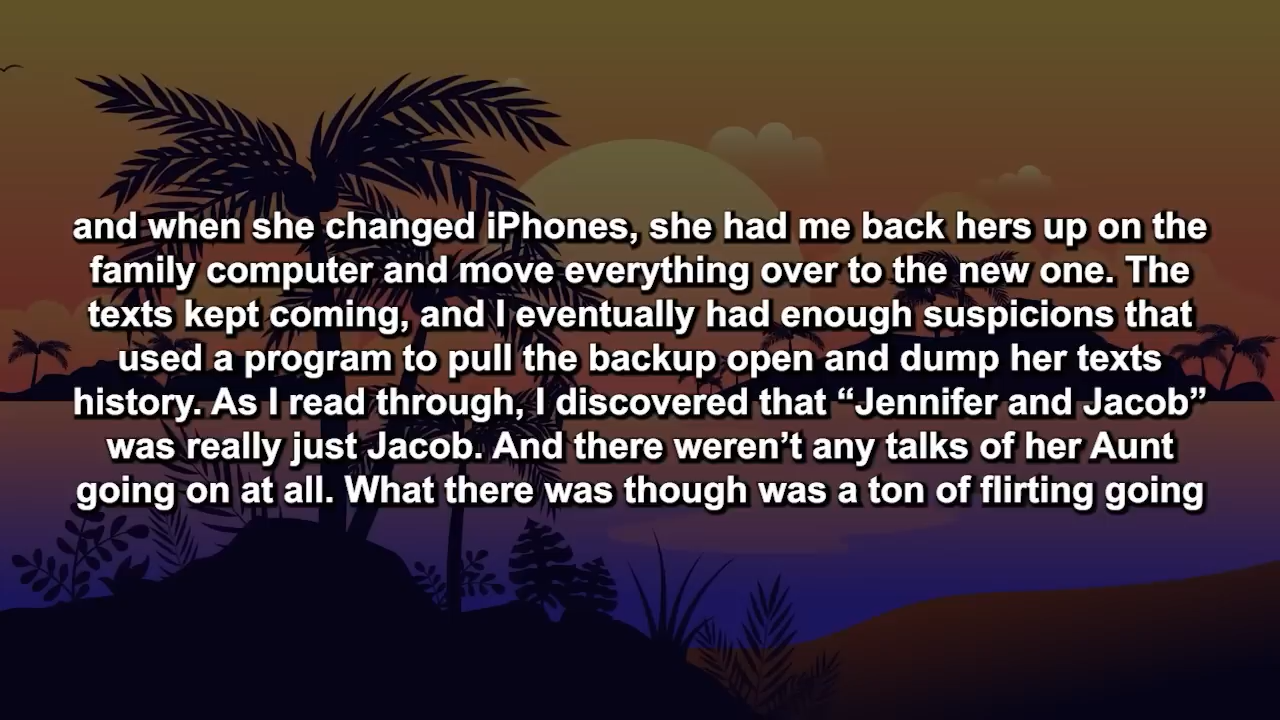 and when she changed iPhones, she had me back hers up on the
family computer and move everything over to the new one. The
texts kept coming, and I eventually had enough suspicions that
used a program to pull the backup open and dump her texts
history. As I read through, I discovered that “Jennifer and Jacob”
was really just Jacob. And there weren’t any talks of her Aunt
going on at all. What there was though was a ton of flirting going